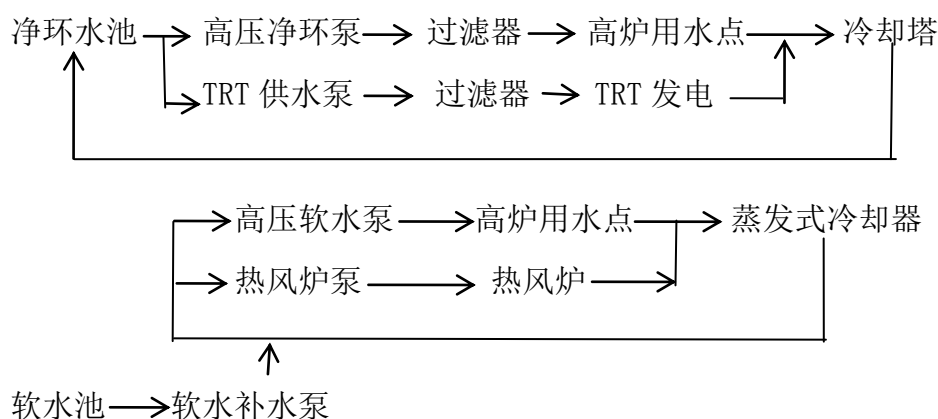 净环水池 高压净环泵 过滤器 高炉用水点 冷却塔
TRT 供水泵 过滤器 TRT 发电
高压软水泵 高炉用水点 蒸发式冷却器
热风炉泵 热风炉
软水池 软水补水泵